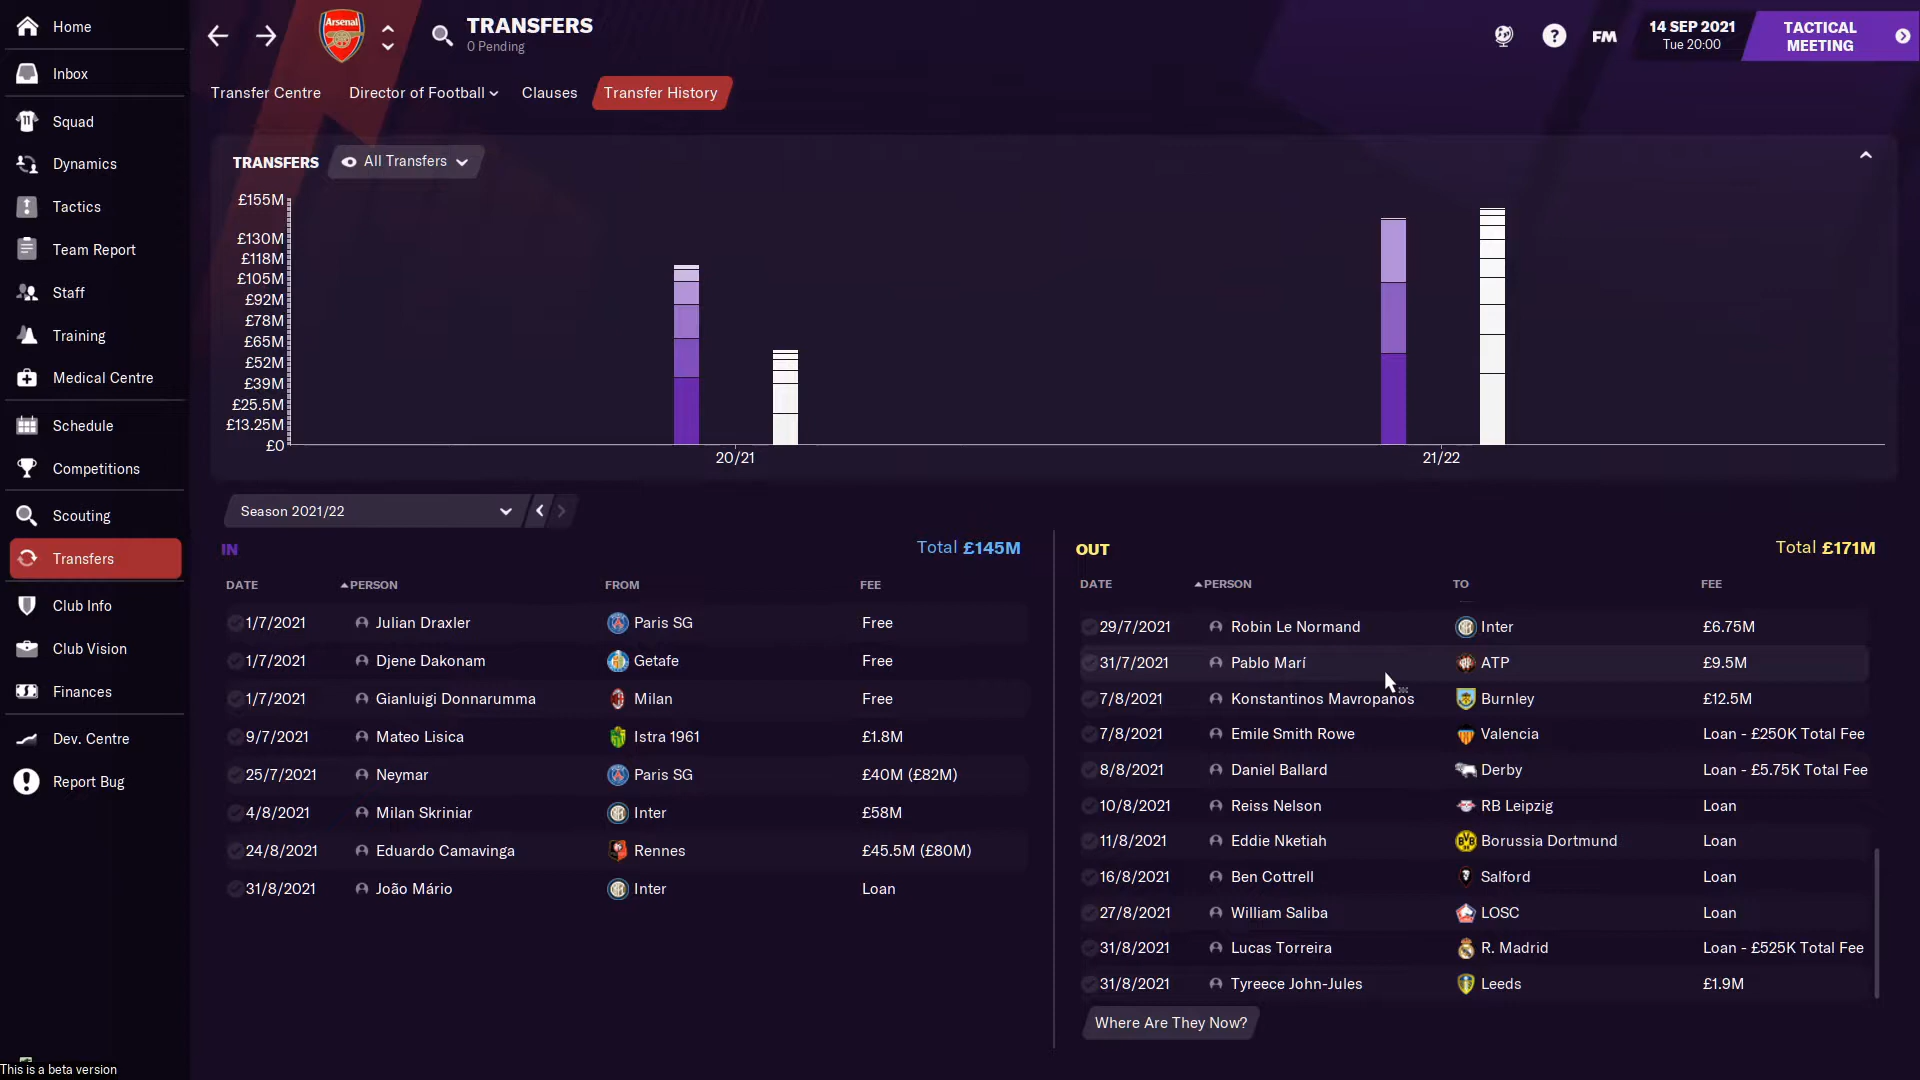 Home
Inbox
Squad
Dynamics
Tactics
Team Report
Staff
Training
Medical Centre
Schedule
Competitions
Scouting
Transfers
Club Info
Club Vision
Finances
Dev. Centre
Report Bug
This is a beta version
Arsenal
TRANSFERS
0 Pending
FM
14 SEP 2021
Tue 20:00
TACTICAL
MEETING
Transfer Centre
Director of Football
Clauses
Transfer History
TRANSFERS
All Transfers
£155M
£130M
£118M
£105M
£92M
£78M
£65M
£52M
£39M
£25.5M
£13.25M
£0
20/21
21/22
Season 2021/22
IN
Total £145M
DATE PERSON FROM FEE
1/7/2021 Julian Draxler Paris SG Free
1/7/2021 Djene Dakonam Getafe Free
1/7/2021 Gianluigi Donnarumma Milan Free
9/7/2021 Mateo Lisica Istra 1961 £1.8M
25/7/2021 Neymar Paris SG £40M (£82M)
4/8/2021 Milan Skriniar Inter £58M
24/8/2021 Eduardo Camavinga Rennes £45.5M (£80M)
31/8/2021 João Mário Inter Loan
OUT
Total £171M
DATE PERSON TO FEE
29/7/2021 Robin Le Normand Inter £6.75M
31/7/2021 Pablo Marí ATP £9.5M
7/8/2021 Konstantinos Mavropanos Burnley £12.5M
7/8/2021 Emile Smith Rowe Valencia Loan - £250K Total Fee
8/8/2021 Daniel Ballard Derby Loan - £5.75K Total Fee
10/8/2021 Reiss Nelson RB Leipzig Loan
11/8/2021 Eddie Nketiah Borussia Dortmund Loan
16/8/2021 Ben Cottrell Salford Loan
27/8/2021 William Saliba LOSC Loan
31/8/2021 Lucas Torreira R. Madrid Loan - £525K Total Fee
31/8/2021 Tyreece John-Jules Leeds £1.9M
Where Are They Now?